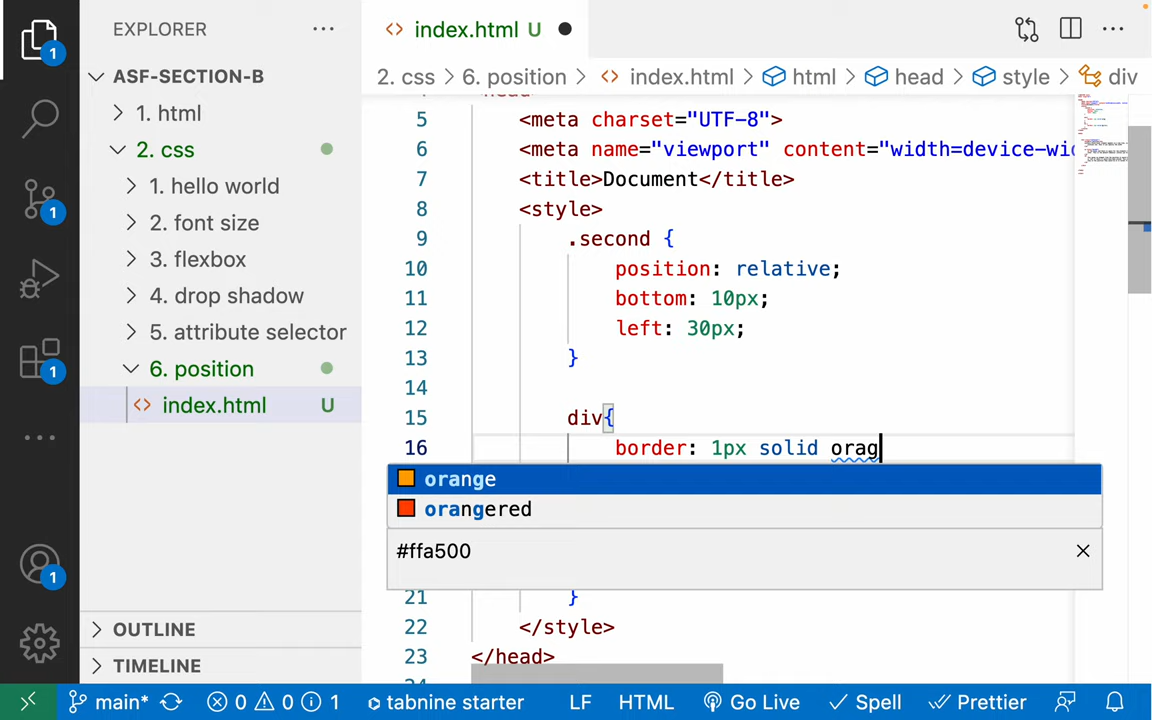 EXPLORER
index.html U
ASF-SECTION-B
1. html
2. css
1. hello world
2. font size
3. flexbox
4. drop shadow
5. attribute selector
6. position
index.html U
OUTLINE
TIMELINE
1
1
1
1
2. css > 6. position > index.html > html > head > style > div
5 <meta charset="UTF-8">
6 <meta name="viewport" content="width=device-wid
7 <title>Document</title>
8 <style>
9 .second {
10 position: relative;
11 bottom: 10px;
12 left: 30px;
13 }
14
15 div{
16 border: 1px solid orag
orange
orangered
#ffa500
21 }
22 </style>
23 </head>
main* 0 0 1 tabnine starter LF HTML Go Live Spell Prettier